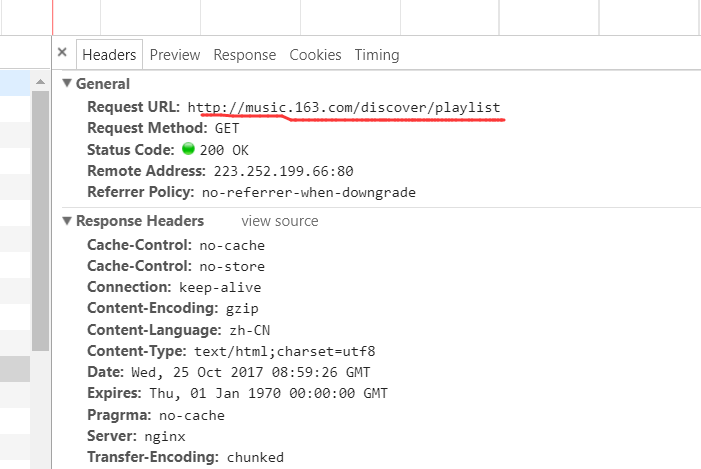 × Headers Preview Response Cookies Timing
▼ General
Request URL: http://music.163.com/discover/playlist
Request Method: GET
Status Code: 200 OK
Remote Address: 223.252.199.66:80
Referrer Policy: no-referrer-when-downgrade
▼ Response Headers view source
Cache-Control: no-cache
Cache-Control: no-store
Connection: keep-alive
Content-Encoding: gzip
Content-Language: zh-CN
Content-Type: text/html;charset=utf8
Date: Wed, 25 Oct 2017 08:59:26 GMT
Expires: Thu, 01 Jan 1970 00:00:00 GMT
Pragrma: no-cache
Server: nginx
Transfer-Encoding: chunked